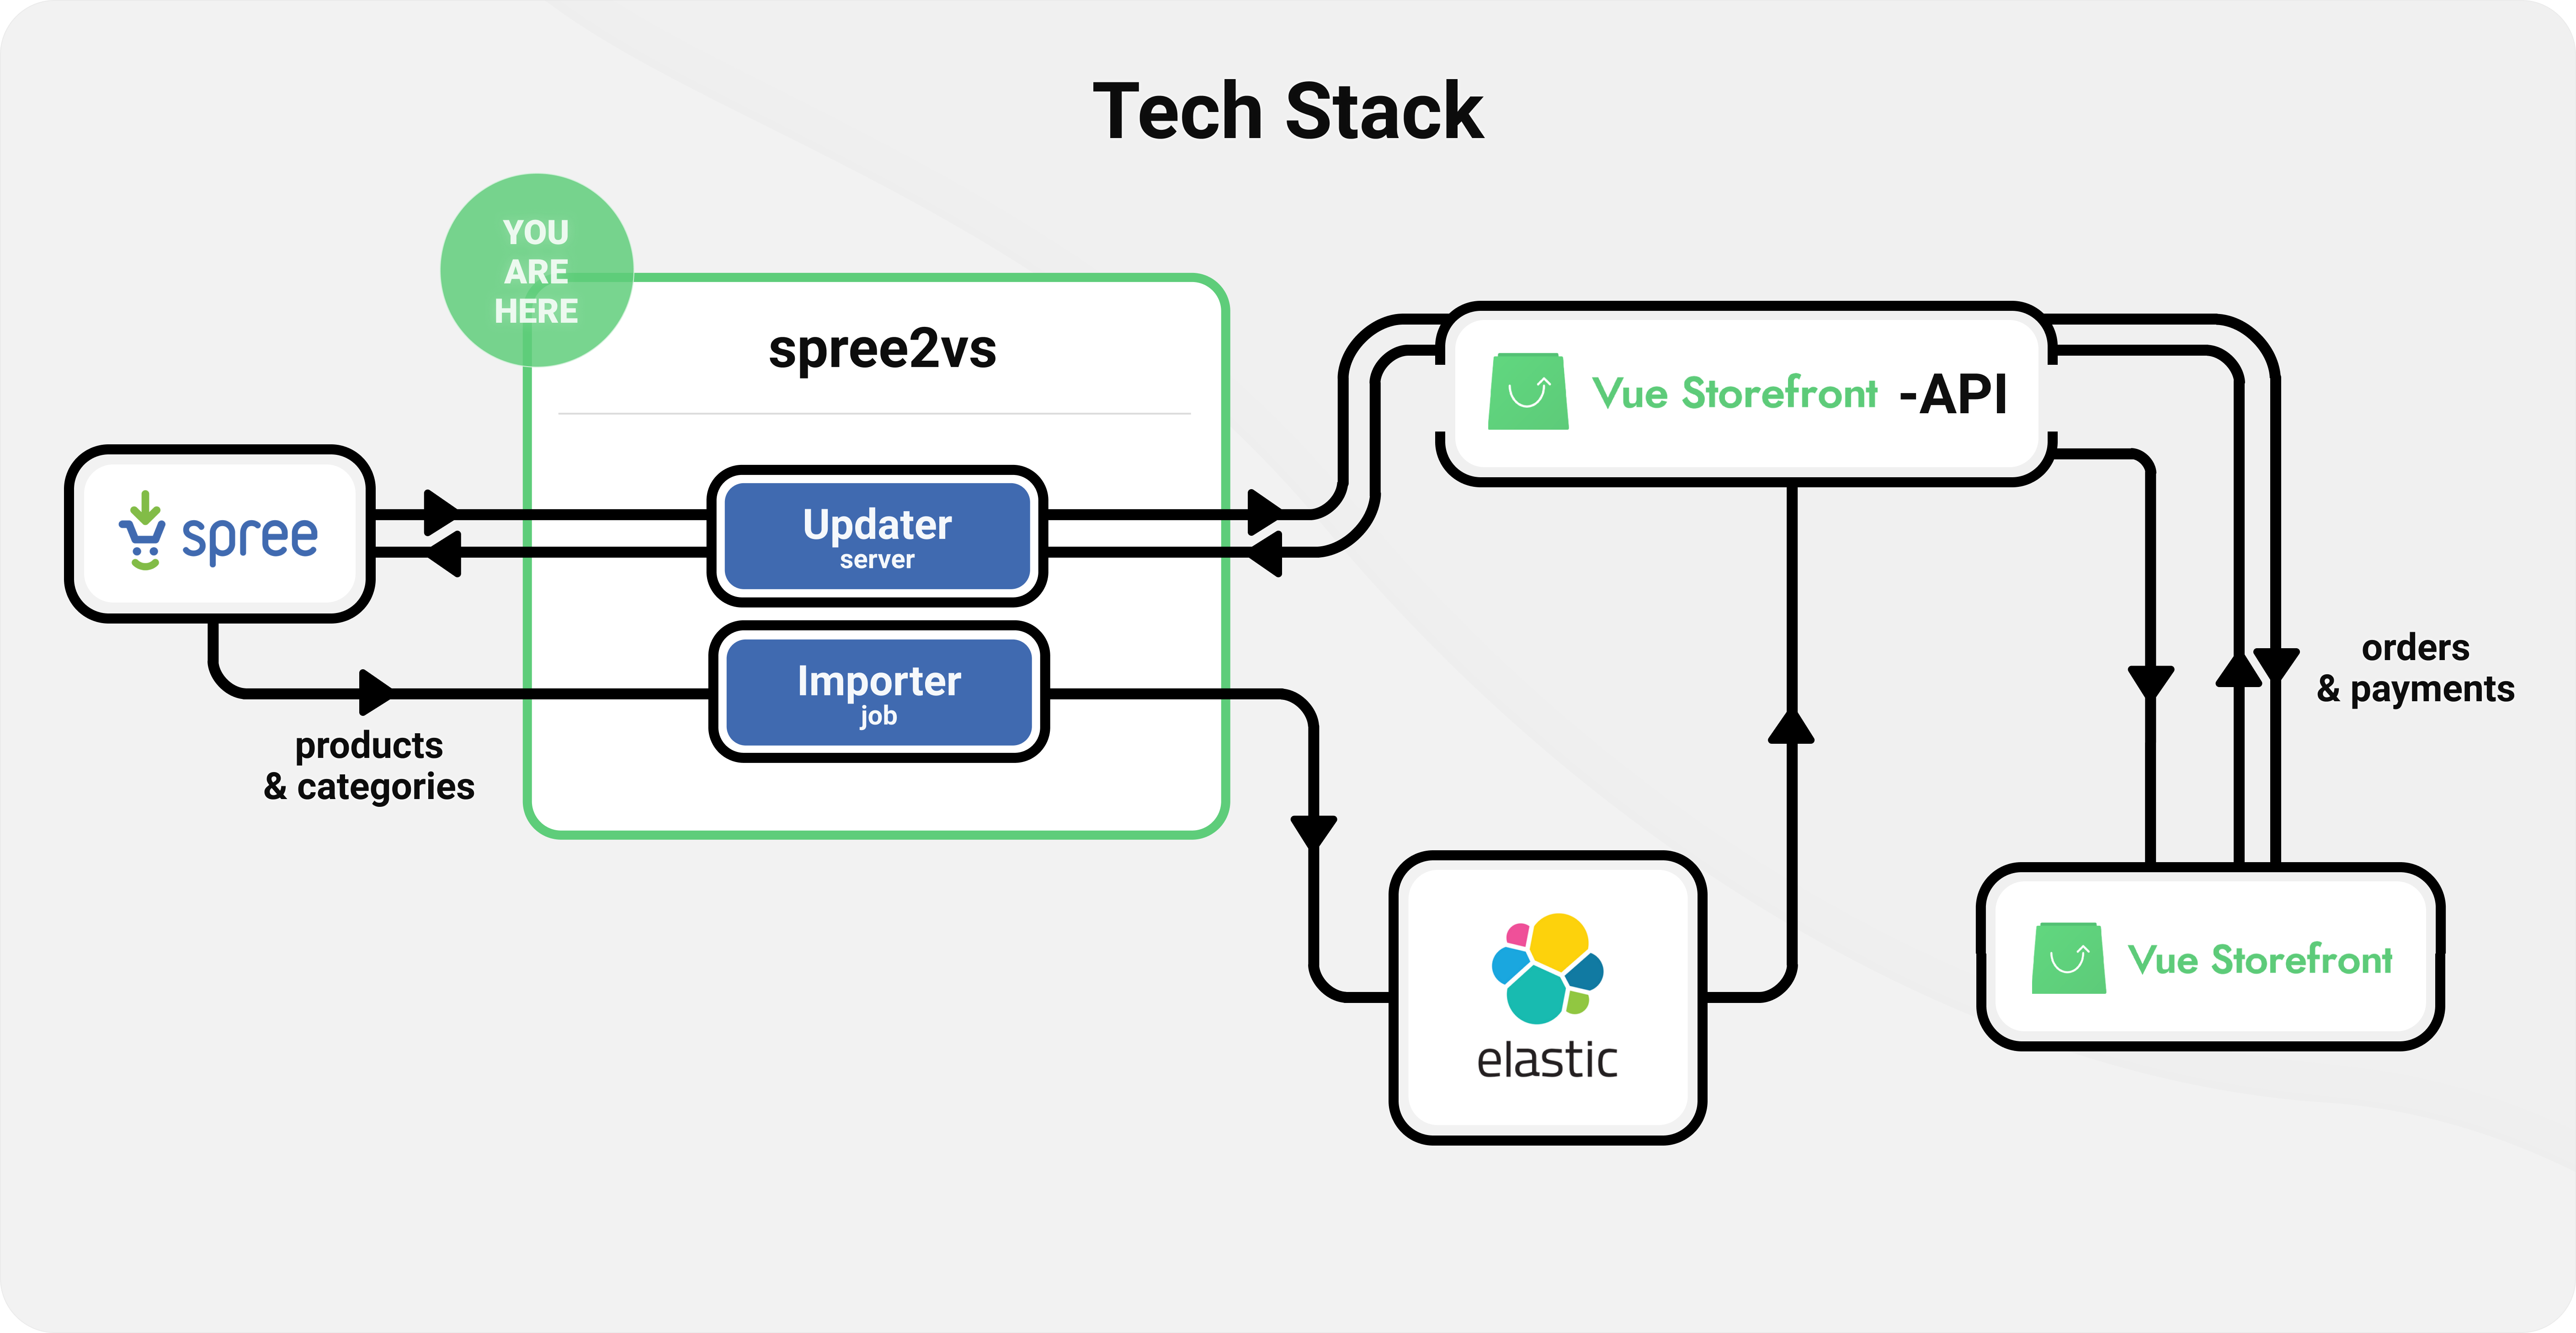 Tech Stack
YOU
ARE
HERE
spree2vs
Vue Storefront -API
spree
Updater
server
Importer
job
products
& categories
orders
& payments
elastic
Vue Storefront